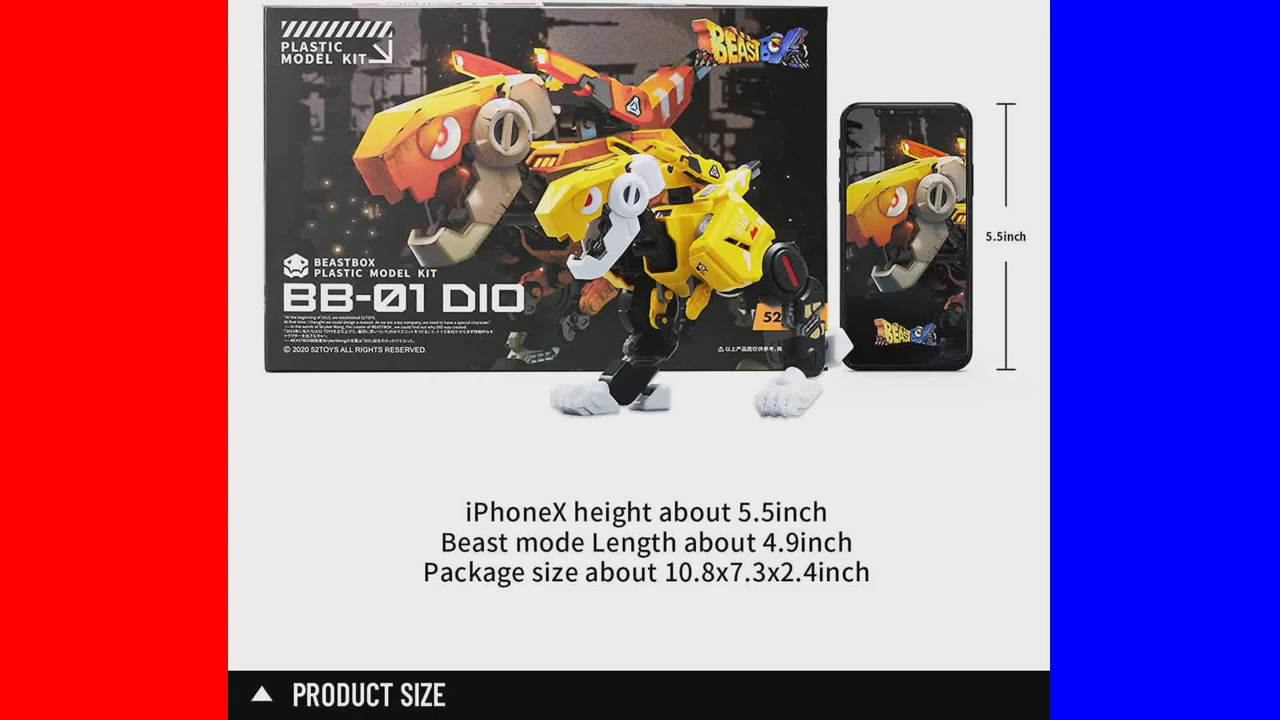 PLASTIC
MODEL KIT
BEASTBOX
BEASTBOX
PLASTIC MODEL KIT
BB-01 DIO
© 2020 52TOYS ALL RIGHTS RESERVED.
52
DIO
BEASTBOX
5.5inch
iPhoneX height about 5.5inch
Beast mode Length about 4.9inch
Package size about 10.8x7.3x2.4inch
PRODUCT SIZE